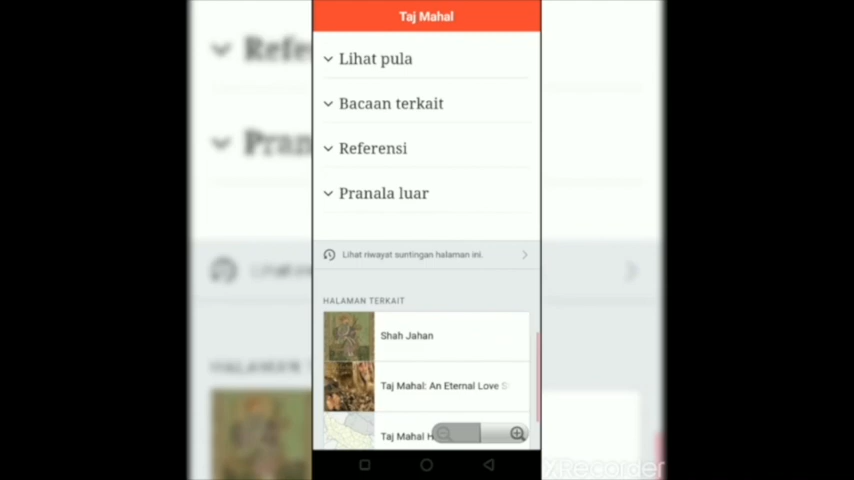 Taj Mahal
Lihat pula
Bacaan terkait
Referensi
Pranala luar
Lihat riwayat suntingan halaman ini.
HALAMAN TERKAIT
Shah Jahan
Taj Mahal: An Eternal Love S
Taj Mahal H
XRecorder